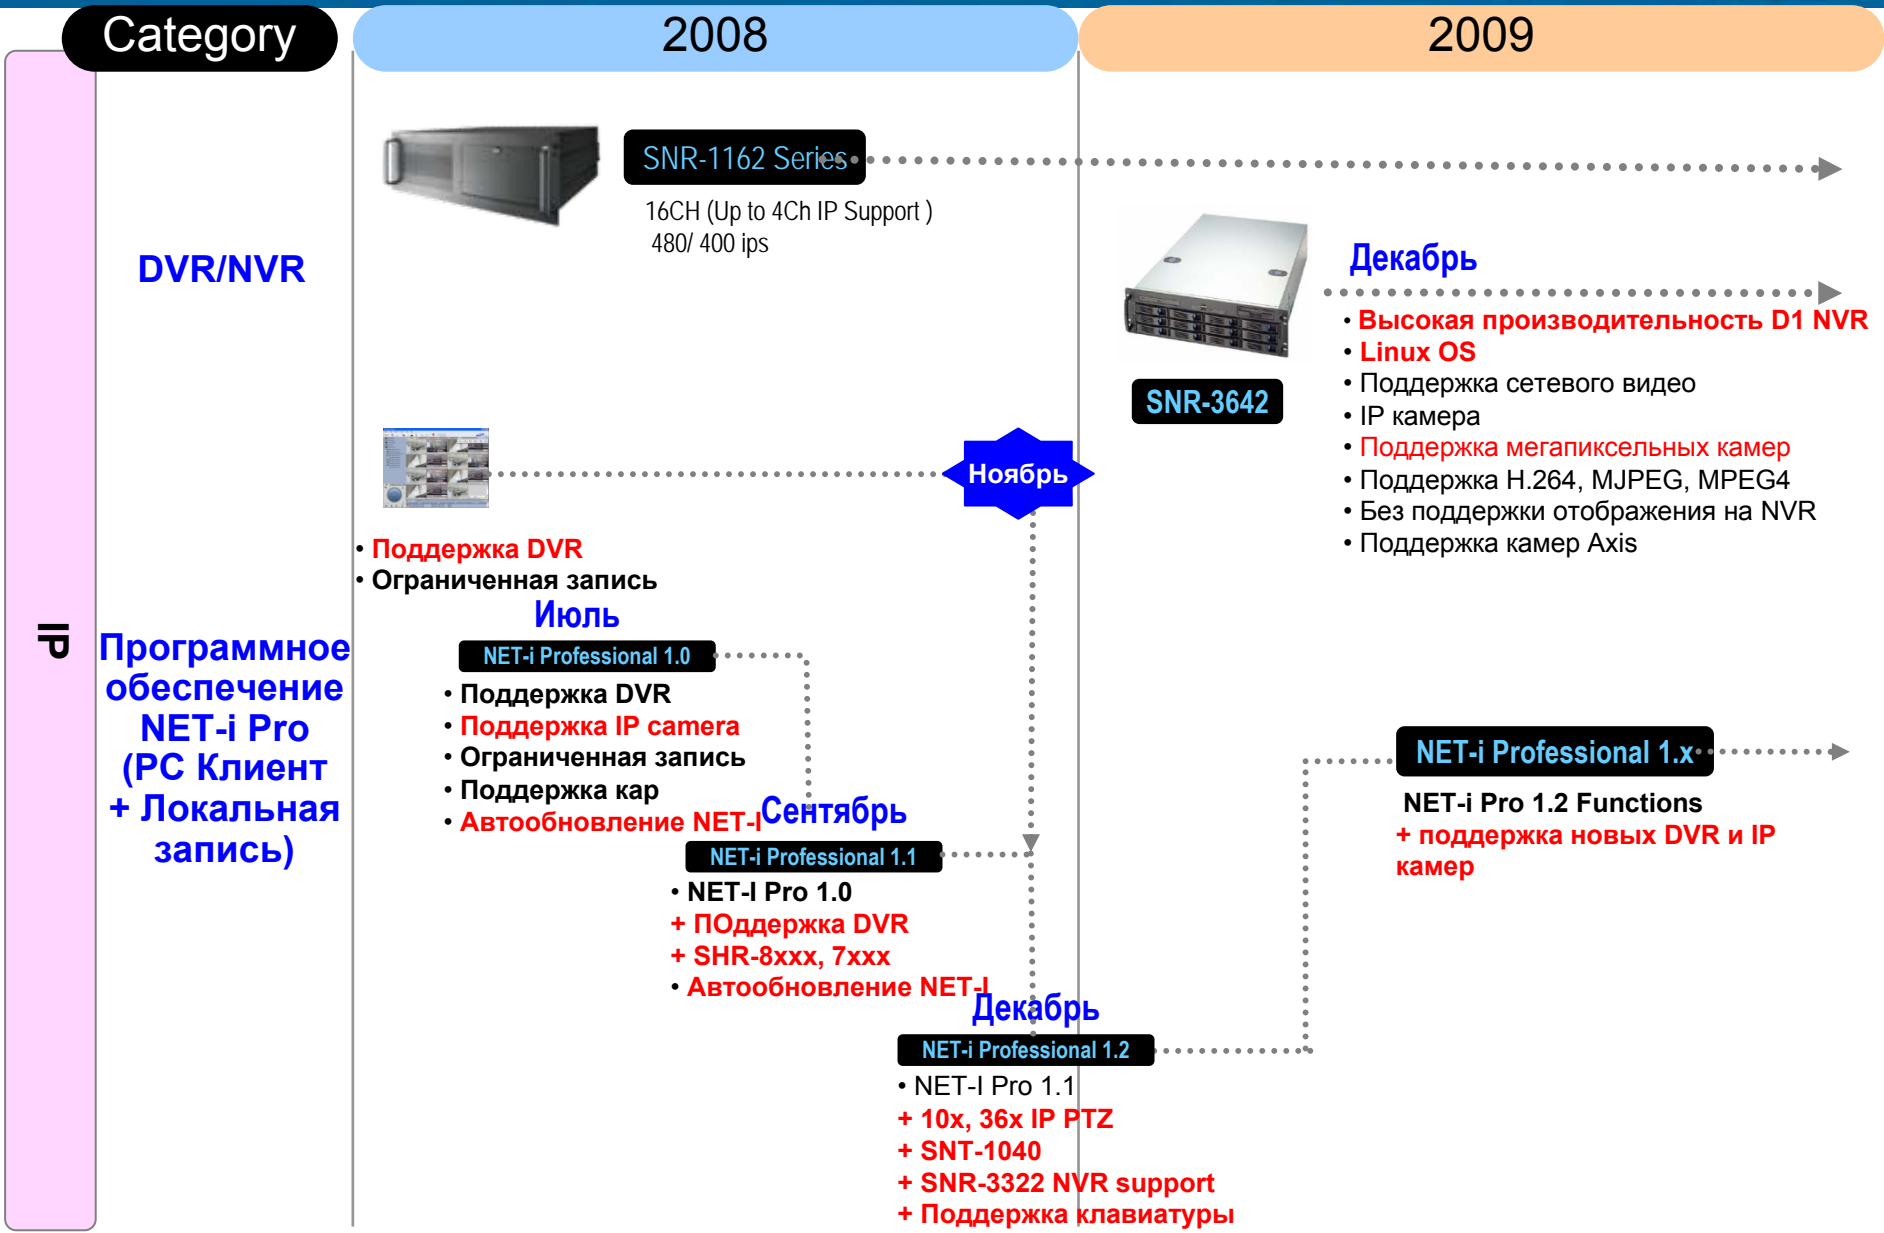 Category
2008
2009
IP
DVR/NVR
SNR-1162 Series
16CH (Up to 4Ch IP Support )
480/ 400 ips
SNR-3642
Декабрь
• Высокая производительность D1 NVR
• Linux OS
• Поддержка сетевого видео
• IP камера
• Поддержка мегапиксельных камер
• Поддержка H.264, MJPEG, MPEG4
• Без поддержки отображения на NVR
• Поддержка камер Axis
Программное
обеспечение
NET-i Pro
(PC Клиент
+ Локальная
запись)
Ноябрь
• Поддержка DVR
• Ограниченная запись
Июль
NET-i Professional 1.0
• Поддержка DVR
• Поддержка IP camera
• Ограниченная запись
• Поддержка кар
• Автообновление NET-I
Сентябрь
NET-i Professional 1.1
• NET-I Pro 1.0
+ ПОддержка DVR
+ SHR-8xxx, 7xxx
• Автообновление NET-I
Декабрь
NET-i Professional 1.2
• NET-I Pro 1.1
+ 10x, 36x IP PTZ
+ SNT-1040
+ SNR-3322 NVR support
+ Поддержка клавиатуры
NET-i Professional 1.x
NET-i Pro 1.2 Functions
+ поддержка новых DVR и IP
камер